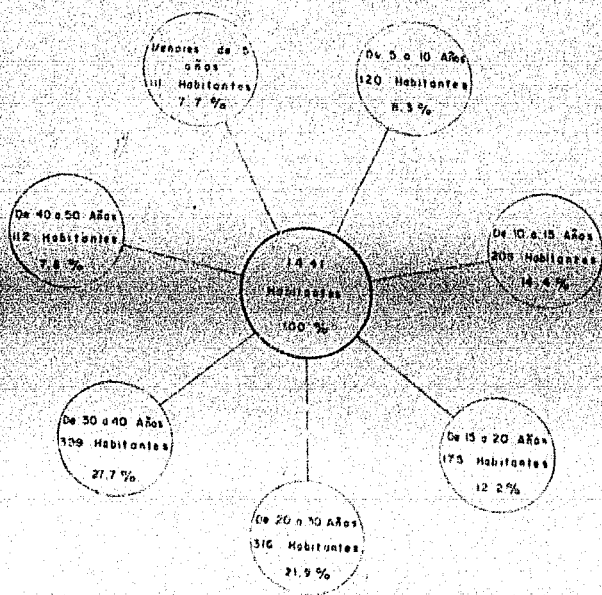 Menores de 5
años
111 Habitantes
7.7 %
De 5 a 10 Años
120 Habitantes
8.3 %
De 10 a 15 Años
208 Habitantes
14.4 %
De 15 a 20 Años
175 Habitantes
12.2 %
De 20 a 30 Años
316 Habitantes
21.9 %
De 30 a 40 Años
399 Habitantes
27.7 %
De 40 a 50 Años
112 Habitantes
7.8 %
1441
Habitantes
100 %